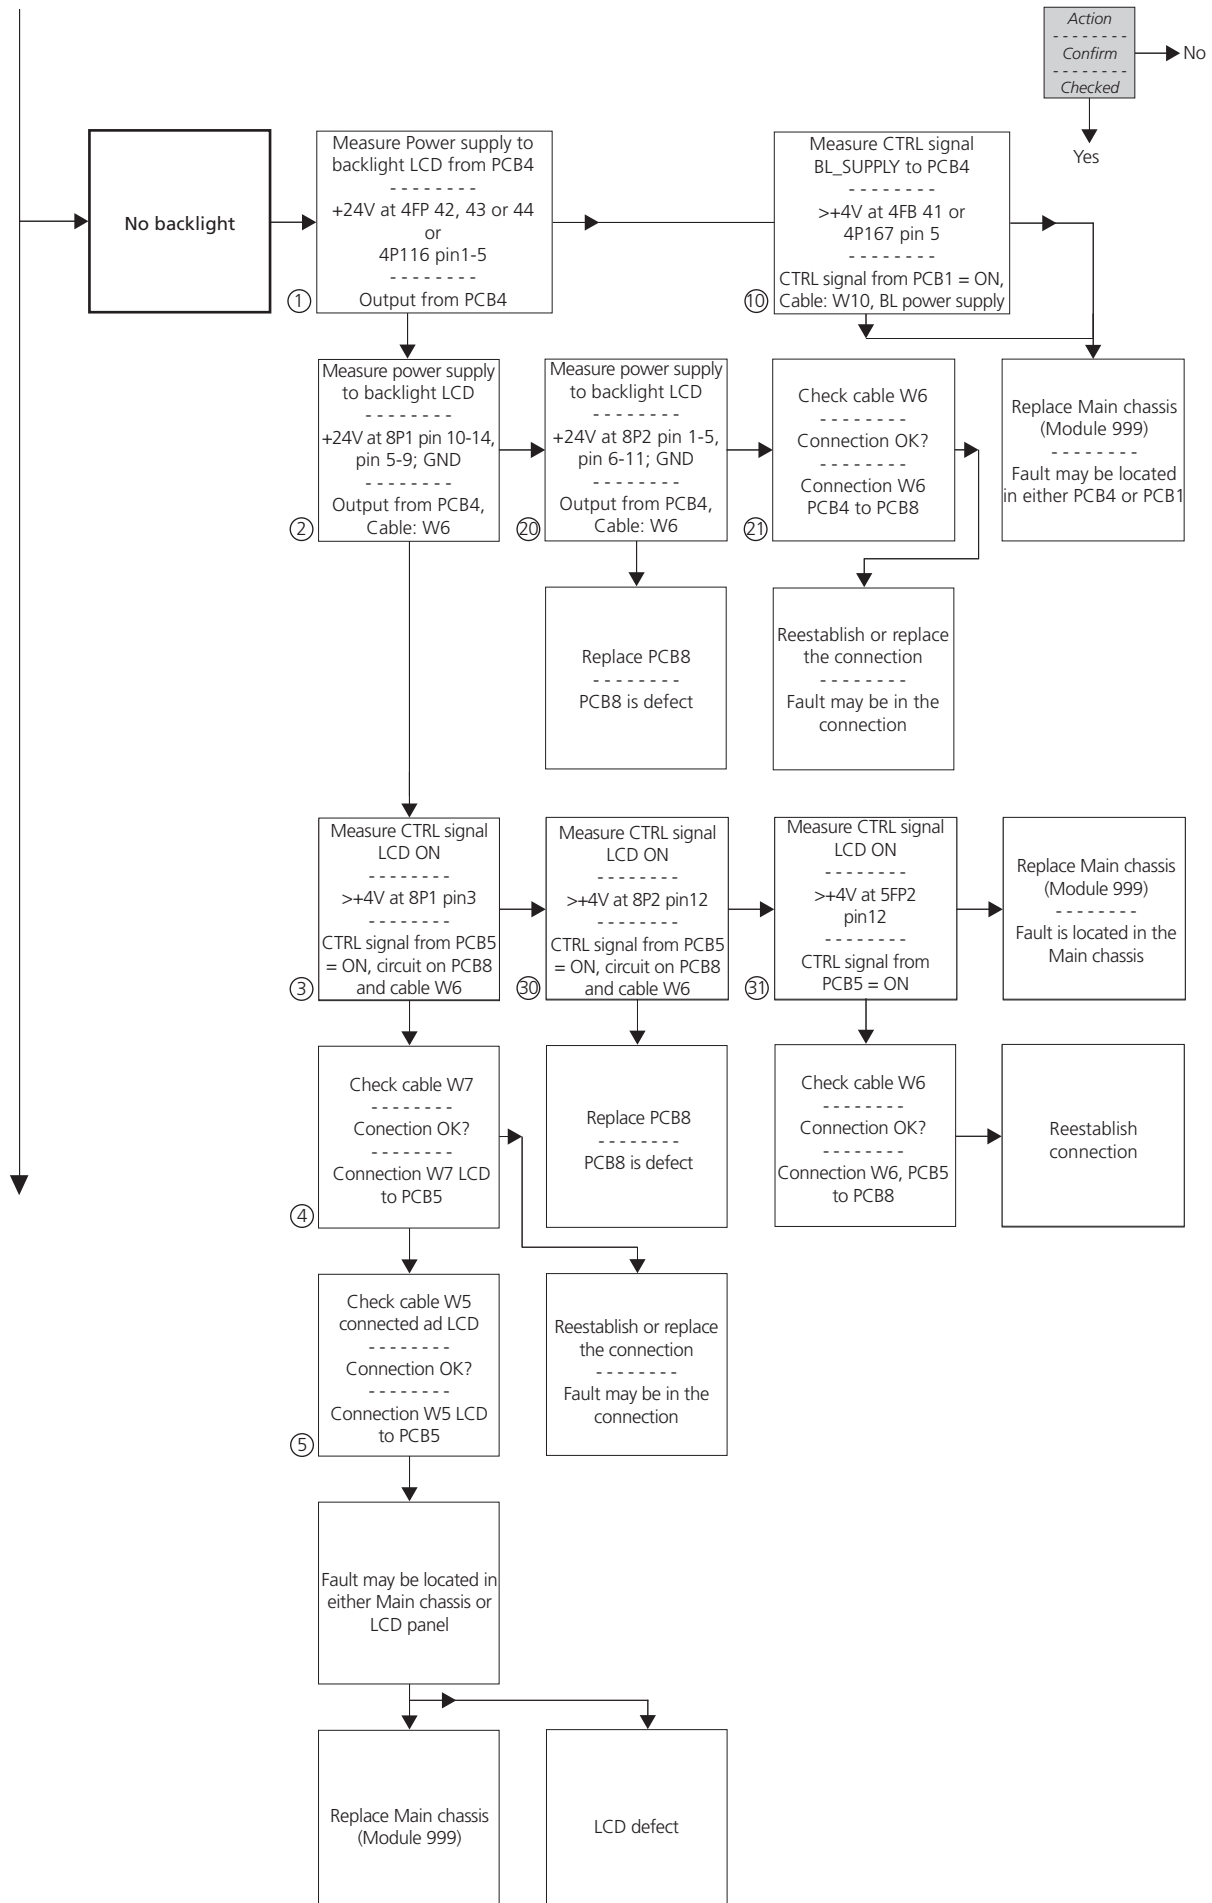 Action
- - - - - - - -
Confirm
- - - - - - - -
Checked
No
Yes
No backlight
Measure Power supply to
backlight LCD from PCB4
- - - - - - - -
+24V at 4FP 42, 43 or 44
or
4P116 pin1-5
- - - - - - - -
Output from PCB4
1
Measure CTRL signal
BL_SUPPLY to PCB4
- - - - - - - -
>+4V at 4FB 41 or
4P167 pin 5
- - - - - - - -
CTRL signal from PCB1 = ON,
Cable: W10, BL power supply
10
Measure power supply
to backlight LCD
- - - - - - - -
+24V at 8P1 pin 10-14,
pin 5-9; GND
- - - - - - - -
Output from PCB4,
Cable: W6
2
Measure power supply
to backlight LCD
- - - - - - - -
+24V at 8P2 pin 1-5,
pin 6-11; GND
- - - - - - - -
Output from PCB4,
Cable: W6
20
Check cable W6
- - - - - - - -
Connection OK?
- - - - - - - -
Connection W6
PCB4 to PCB8
21
Replace Main chassis
(Module 999)
- - - - - - - -
Fault may be located
in either PCB4 or PCB1
Replace PCB8
- - - - - - - -
PCB8 is defect
Reestablish or replace
the connection
- - - - - - - -
Fault may be in the
connection
Measure CTRL signal
LCD ON
- - - - - - - -
>+4V at 8P1 pin3
- - - - - - - -
CTRL signal from PCB5
= ON, circuit on PCB8
and cable W6
3
Measure CTRL signal
LCD ON
- - - - - - - -
>+4V at 8P2 pin12
- - - - - - - -
CTRL signal from PCB5
= ON, circuit on PCB8
and cable W6
30
Measure CTRL signal
LCD ON
- - - - - - - -
>+4V at 5FP2
pin12
- - - - - - - -
CTRL signal from
PCB5 = ON
31
Replace Main chassis
(Module 999)
- - - - - - - -
Fault is located in the
Main chassis
Check cable W7
- - - - - - - -
Conection OK?
- - - - - - - -
Connection W7 LCD
to PCB5
4
Replace PCB8
- - - - - - - -
PCB8 is defect
Check cable W6
- - - - - - - -
Connection OK?
- - - - - - - -
Connection W6, PCB5
to PCB8
Reestablish
connection
Check cable W5
connected ad LCD
- - - - - - - -
Connection OK?
- - - - - - - -
Connection W5 LCD
to PCB5
5
Reestablish or replace
the connection
- - - - - - - -
Fault may be in the
connection
Fault may be located in
either Main chassis or
LCD panel
Replace Main chassis
(Module 999)
LCD defect